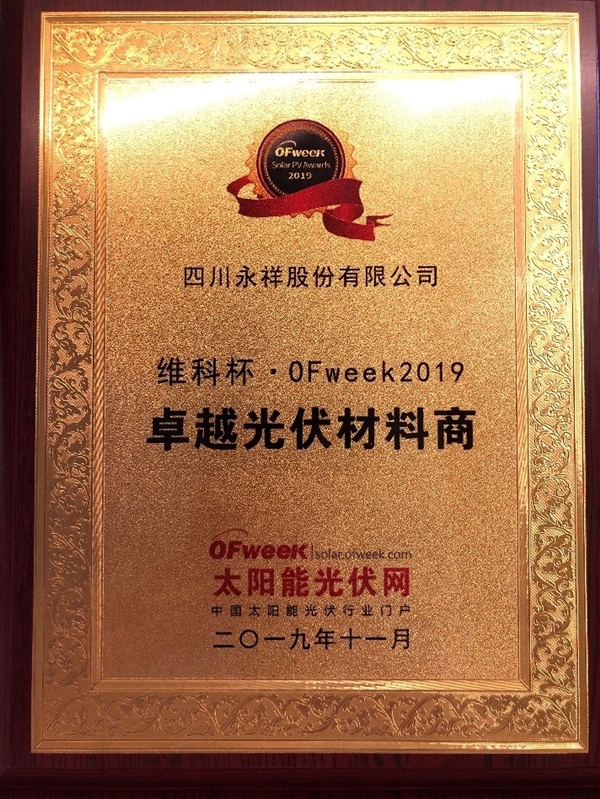 OFweek
Solar PV Awards
2019
四川永祥股份有限公司
维科杯·OFweek2019
卓越光伏材料商
OFweek|solar.ofweek.com
太阳能光伏网
中国太阳能光伏行业门户
二〇一九年十一月